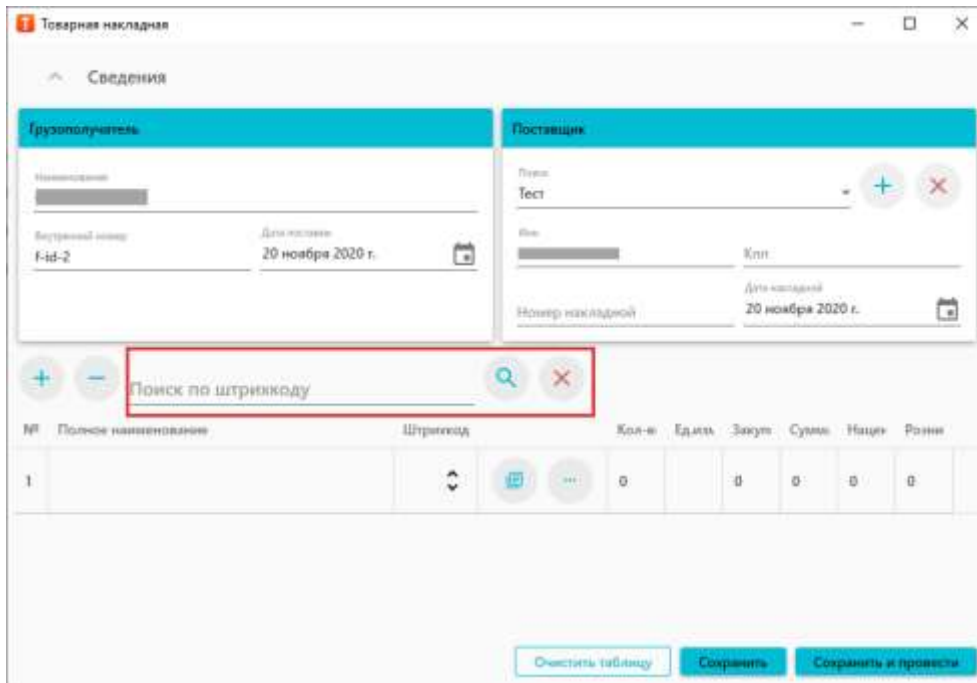 Товарная накладная
Сведения
Грузополучатель
Наименование
Внутренний номер
f-id-2
Дата поставки
20 ноября 2020 г.
Поставщик
Поиск
Тест
Инн
Кпп
Номер накладной
Дата накладной
20 ноября 2020 г.
Поиск по штрихкоду
№ Полное наименование Штрихкод Кол-в Ед.изм Закуп Сумма Нацен Розни
1 0 0 0 0 0
Очистить таблицу Сохранить Сохранить и провести